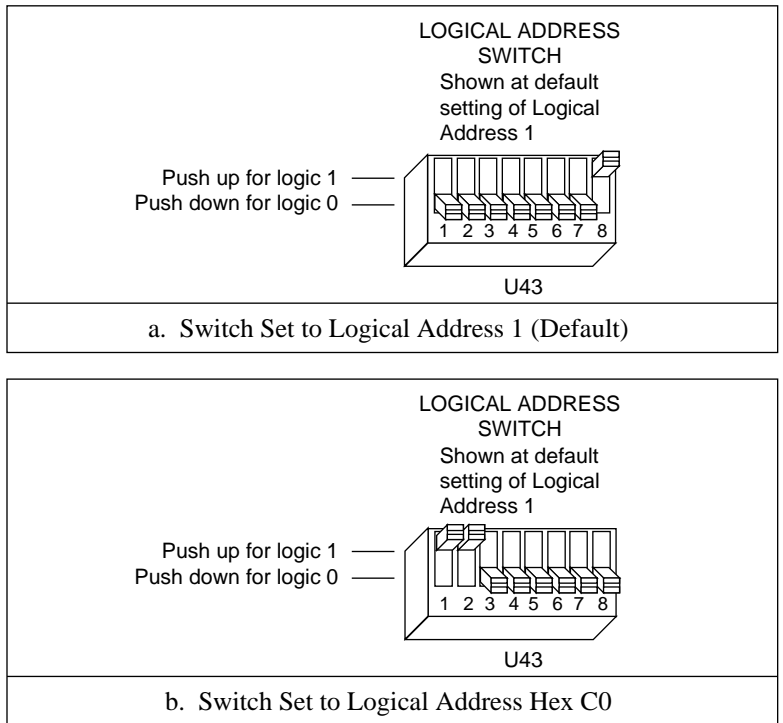 LOGICAL ADDRESS
SWITCH
Shown at default
setting of Logical
Address 1
Push up for logic 1
Push down for logic 0
1 2 3 4 5 6 7 8
U43
a. Switch Set to Logical Address 1 (Default)
LOGICAL ADDRESS
SWITCH
Shown at default
setting of Logical
Address 1
Push up for logic 1
Push down for logic 0
1 2 3 4 5 6 7 8
U43
b. Switch Set to Logical Address Hex C0